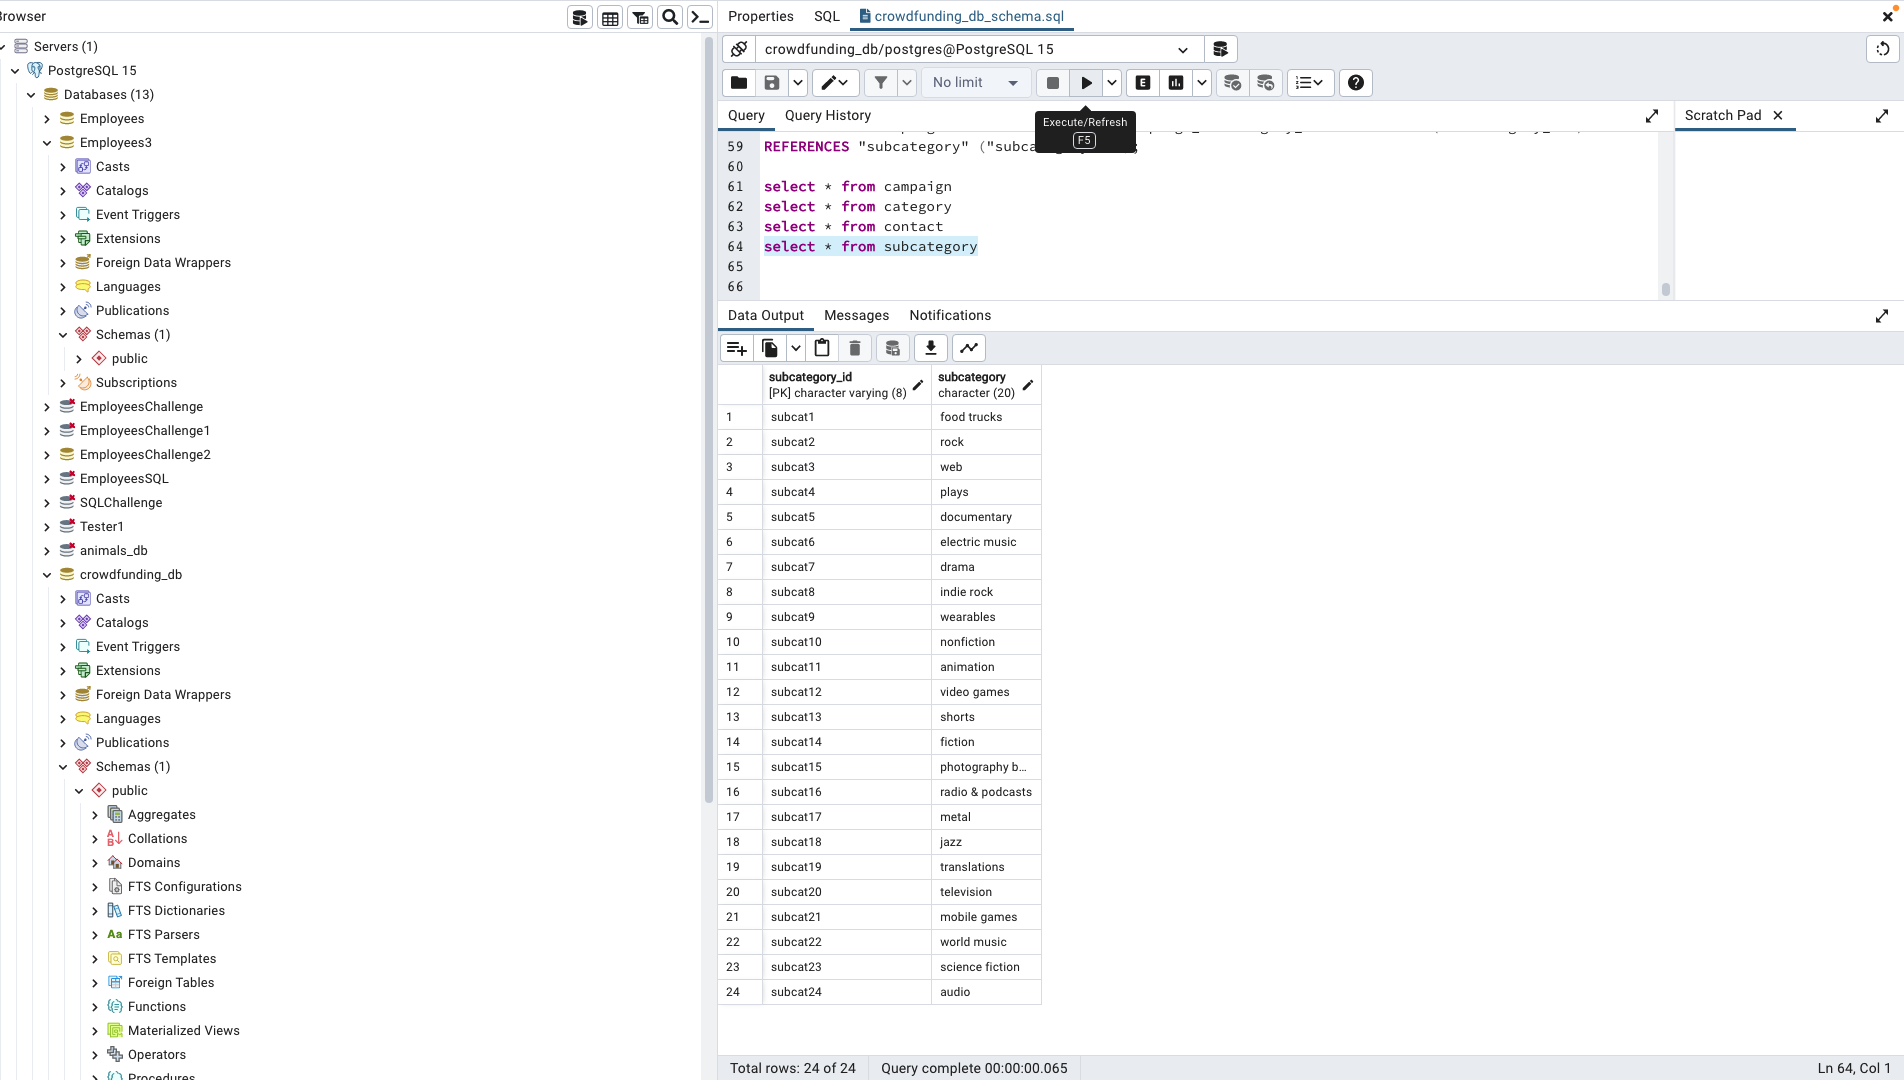 Browser
Servers (1)
PostgreSQL 15
Databases (13)
Employees
Employees3
Casts
Catalogs
Event Triggers
Extensions
Foreign Data Wrappers
Languages
Publications
Schemas (1)
public
Subscriptions
EmployeesChallenge
EmployeesChallenge1
EmployeesChallenge2
EmployeesSQL
SQLChallenge
Tester1
animals_db
crowdfunding_db
Casts
Catalogs
Event Triggers
Extensions
Foreign Data Wrappers
Languages
Publications
Schemas (1)
public
Aggregates
Collations
Domains
FTS Configurations
FTS Dictionaries
Aa FTS Parsers
FTS Templates
Foreign Tables
Functions
Materialized Views
Operators
Procedures
Properties SQL crowdfunding_db_schema.sql
crowdfunding_db/postgres@PostgreSQL 15
No limit E
Query Query History
Execute/Refresh
F5
Scratch Pad
59 REFERENCES "subcategory" ("subca
60
61 select * from campaign
62 select * from category
63 select * from contact
64 select * from subcategory
65
66
Data Output Messages Notifications
subcategory_id subcategory
[PK] character varying (8) character (20)
1 subcat1 food trucks
2 subcat2 rock
3 subcat3 web
4 subcat4 plays
5 subcat5 documentary
6 subcat6 electric music
7 subcat7 drama
8 subcat8 indie rock
9 subcat9 wearables
10 subcat10 nonfiction
11 subcat11 animation
12 subcat12 video games
13 subcat13 shorts
14 subcat14 fiction
15 subcat15 photography b...
16 subcat16 radio & podcasts
17 subcat17 metal
18 subcat18 jazz
19 subcat19 translations
20 subcat20 television
21 subcat21 mobile games
22 subcat22 world music
23 subcat23 science fiction
24 subcat24 audio
Total rows: 24 of 24 Query complete 00:00:00.065 Ln 64, Col 1